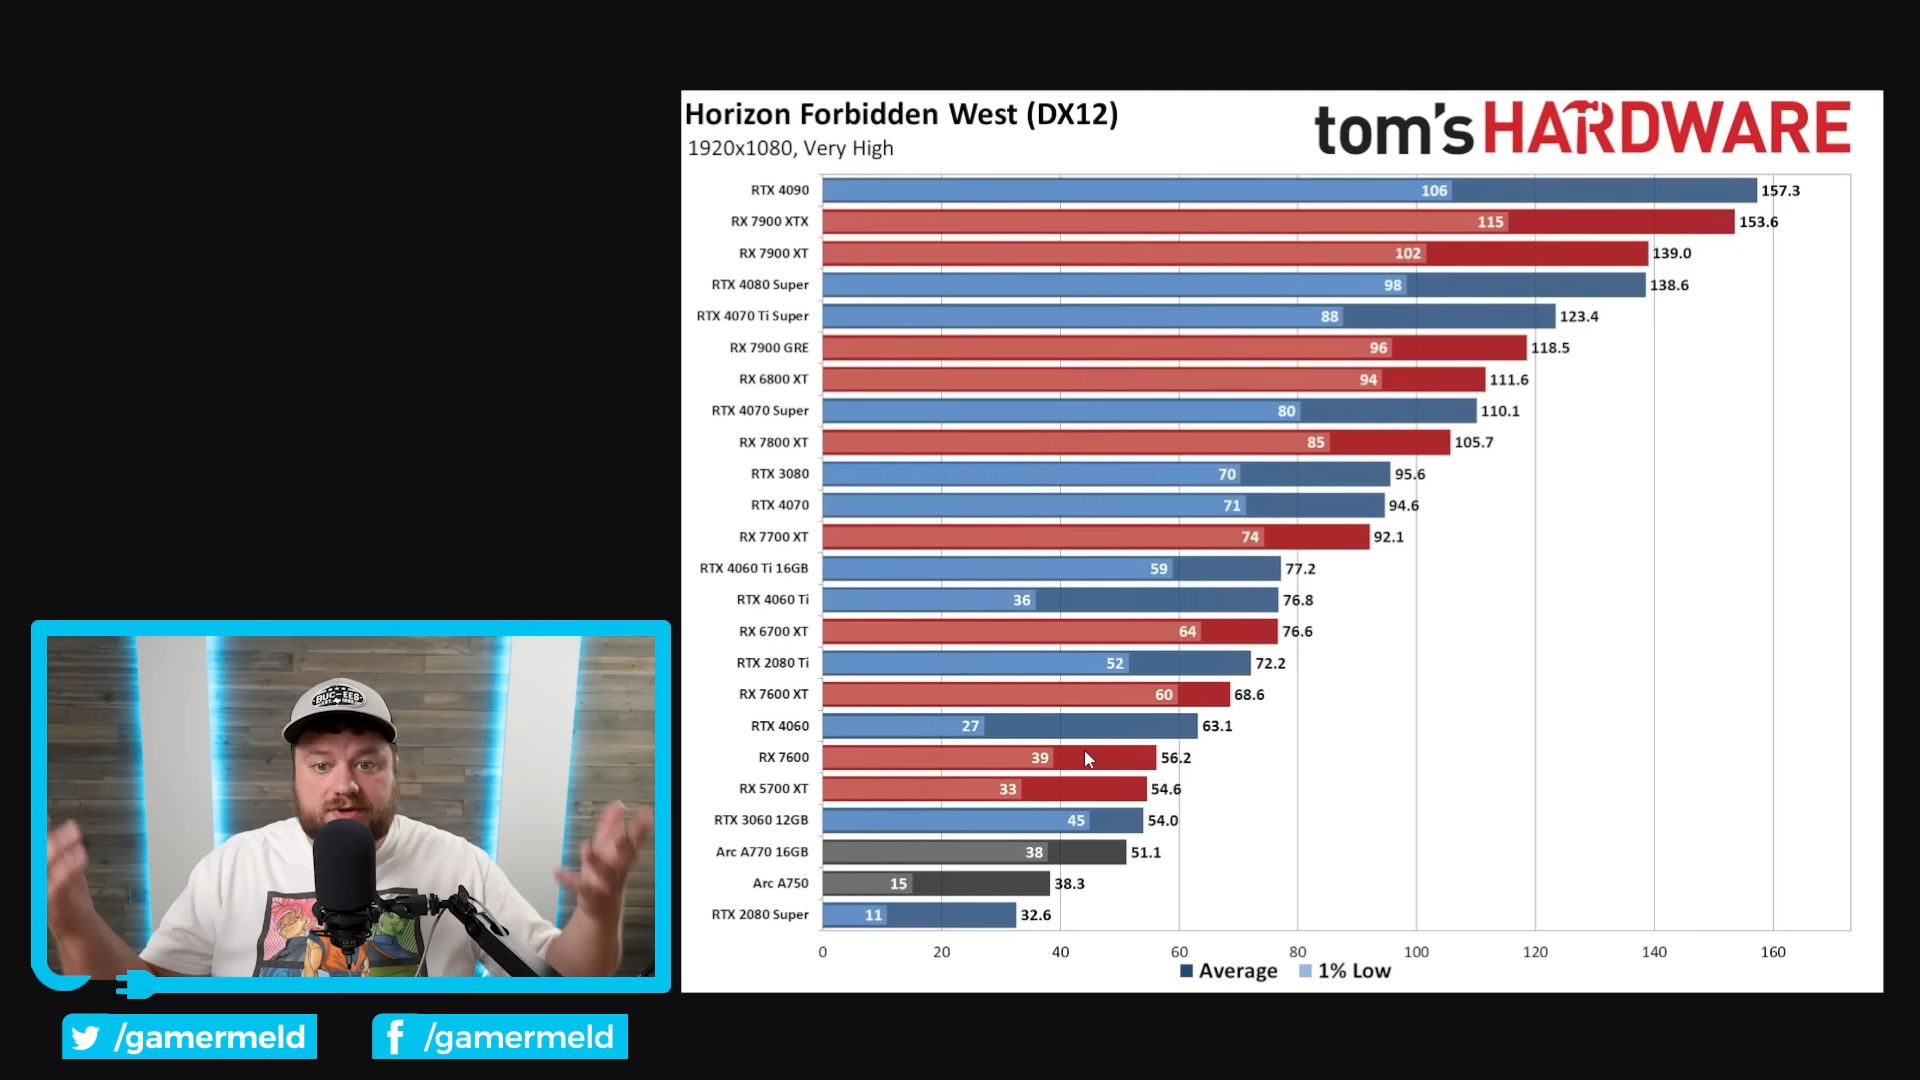 Horizon Forbidden West (DX12)
1920x1080, Very High
tom's HARDWARE
RTX 4090 106 157.3
RX 7900 XTX 115 153.6
RX 7900 XT 102 139.0
RTX 4080 Super 98 138.6
RTX 4070 Ti Super 88 123.4
RX 7900 GRE 96 118.5
RX 6800 XT 94 111.6
RTX 4070 Super 80 110.1
RX 7800 XT 85 105.7
RTX 3080 70 95.6
RTX 4070 71 94.6
RX 7700 XT 74 92.1
RTX 4060 Ti 16GB 59 77.2
RTX 4060 Ti 36 76.8
RX 6700 XT 64 76.6
RTX 2080 Ti 52 72.2
RX 7600 XT 60 68.6
RTX 4060 27 63.1
RX 7600 39 56.2
RX 5700 XT 33 54.6
RTX 3060 12GB 45 54.0
Arc A770 16GB 38 51.1
Arc A750 15 38.3
RTX 2080 Super 11 32.6
0 20 40 60 80 100 120 140 160
Average 1% Low
BUC-EES
/gamermeld
/gamermeld